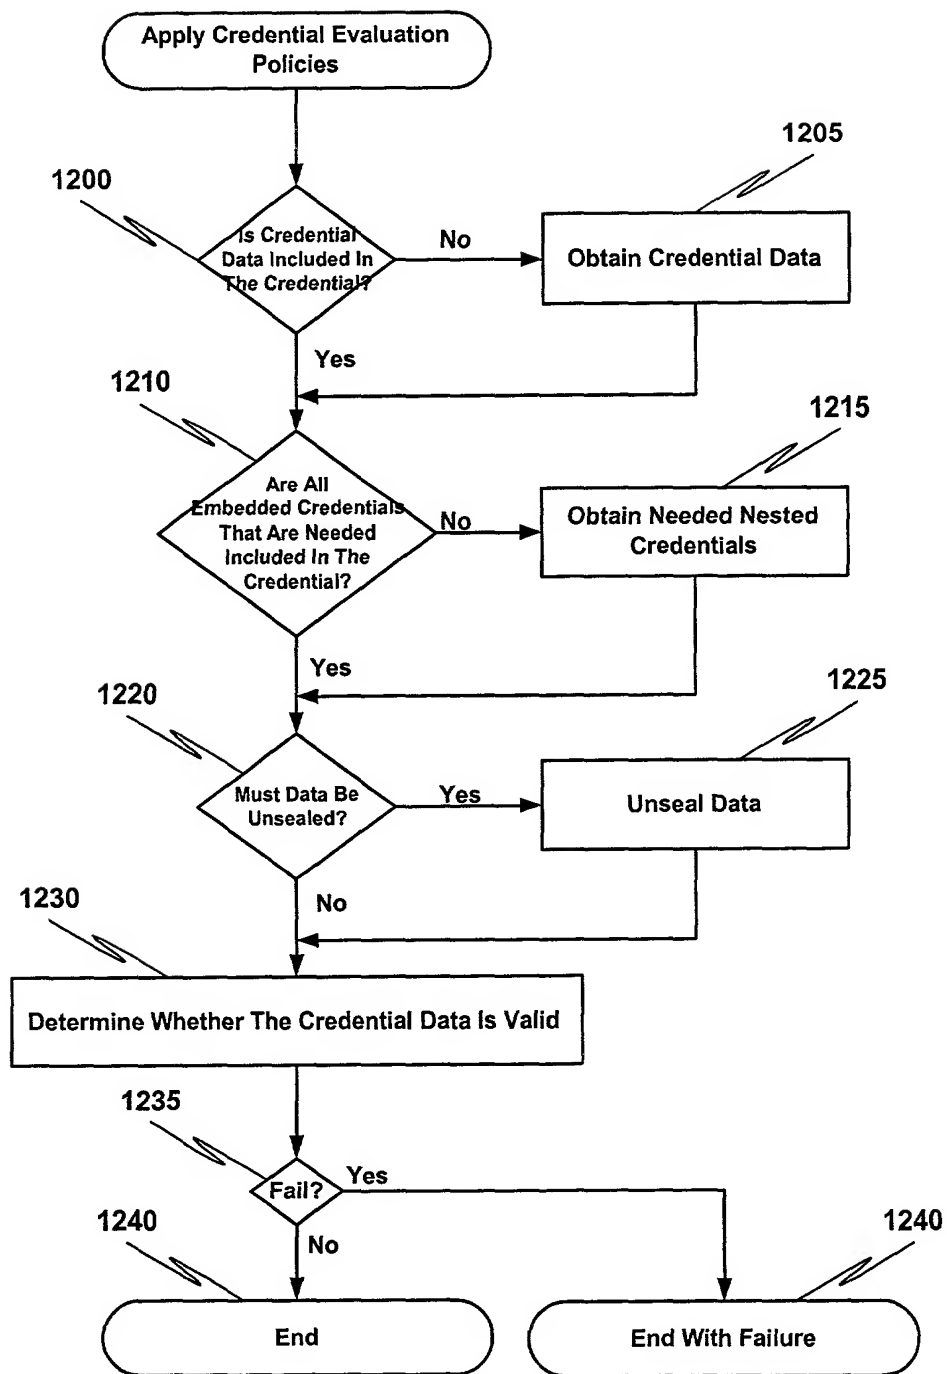 Apply Credential Evaluation
Policies
1205
1200
Is Credential
Data Included In
The Credential?
No
Obtain Credential Data
Yes
1210
1215
Are All
Embedded Credentials
That Are Needed
Included In The
Credential?
No
Obtain Needed Nested
Credentials
Yes
1220
1225
Must Data Be
Unsealed?
Yes
Unseal Data
No
1230
Determine Whether The Credential Data Is Valid
1235
Fail?
Yes
No
1240
1240
End
End With Failure